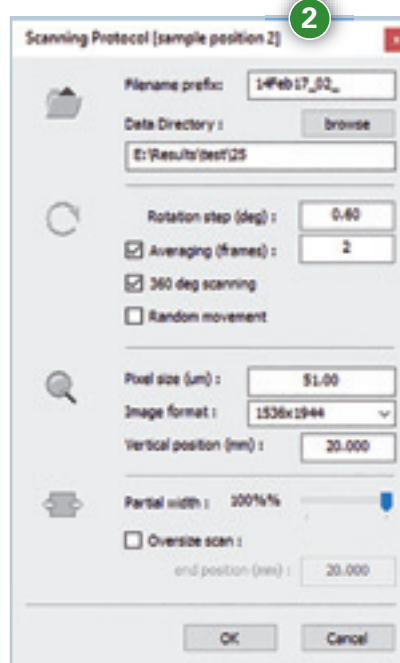 2
Scanning Protocol [sample position 2]
x
Filename prefix: 14Feb17_02_
Data Directory : browse
E:\Results\test\25
Rotation step (deg) : 0.60
Averaging (frames) : 2
360 deg scanning
Random movement
Pixel size (um) : 51.00
Image format : 1536x1944
Vertical position (mm) : 20.000
Partial width : 100%%
Oversize scan :
end position (mm) : 20.000
OK Cancel